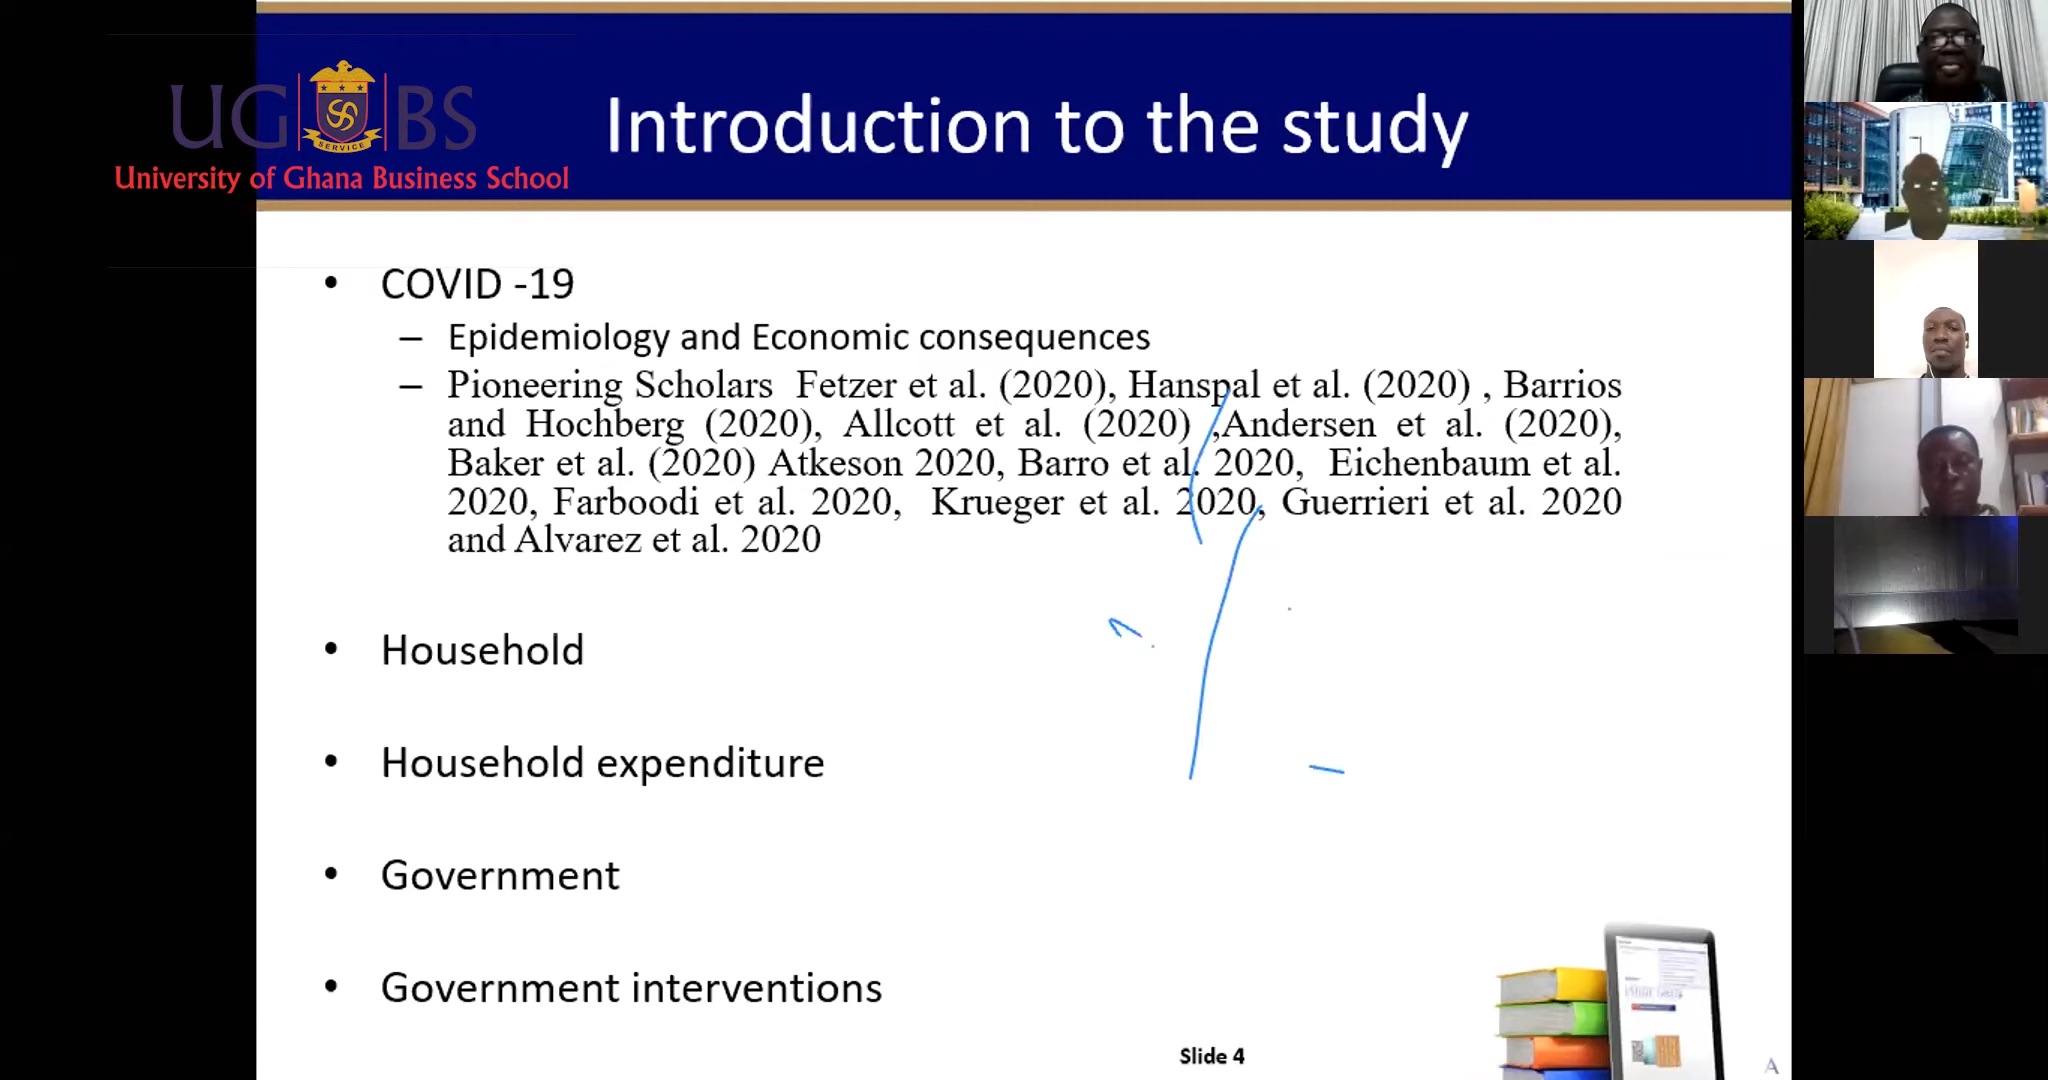 UG BS
SERVICE
University of Ghana Business School
Introduction to the study
• COVID -19
– Epidemiology and Economic consequences
– Pioneering Scholars Fetzer et al. (2020), Hanspal et al. (2020) , Barrios
and Hochberg (2020), Allcott et al. (2020) ,Andersen et al. (2020),
Baker et al. (2020) Atkeson 2020, Barro et al. 2020, Eichenbaum et al.
2020, Farboodi et al. 2020, Krueger et al. 2020, Guerrieri et al. 2020
and Alvarez et al. 2020
• Household
• Household expenditure
• Government
• Government interventions
Slide 4
A